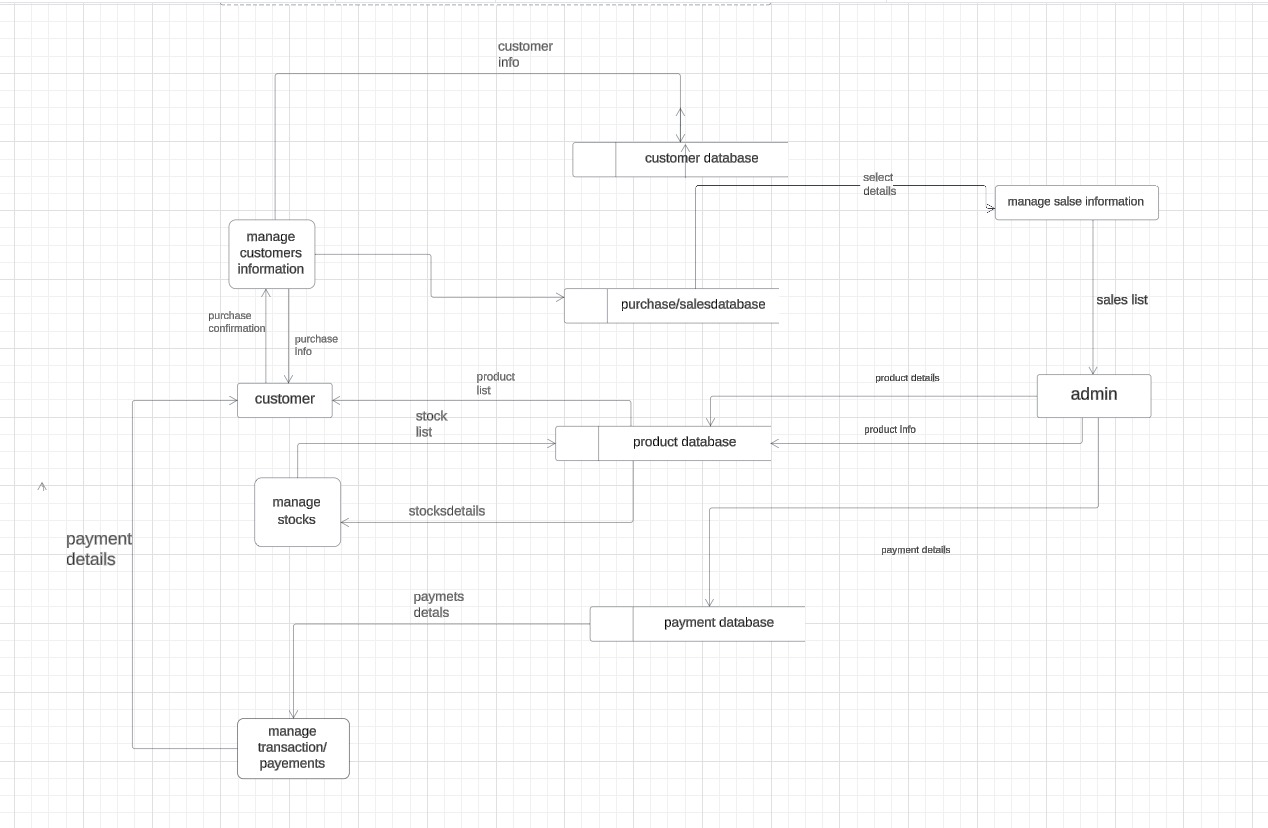 customer
info
customer database
select
details
manage salse information
manage
customers
information
sales list
purchase/salesdatabase
purchase
confirmation
purchase
info
product
list
product details
customer
admin
stock
list
product info
product database
manage
stocks
stocksdetails
payment
details
payment details
paymets
detals
payment database
manage
transaction/
payements